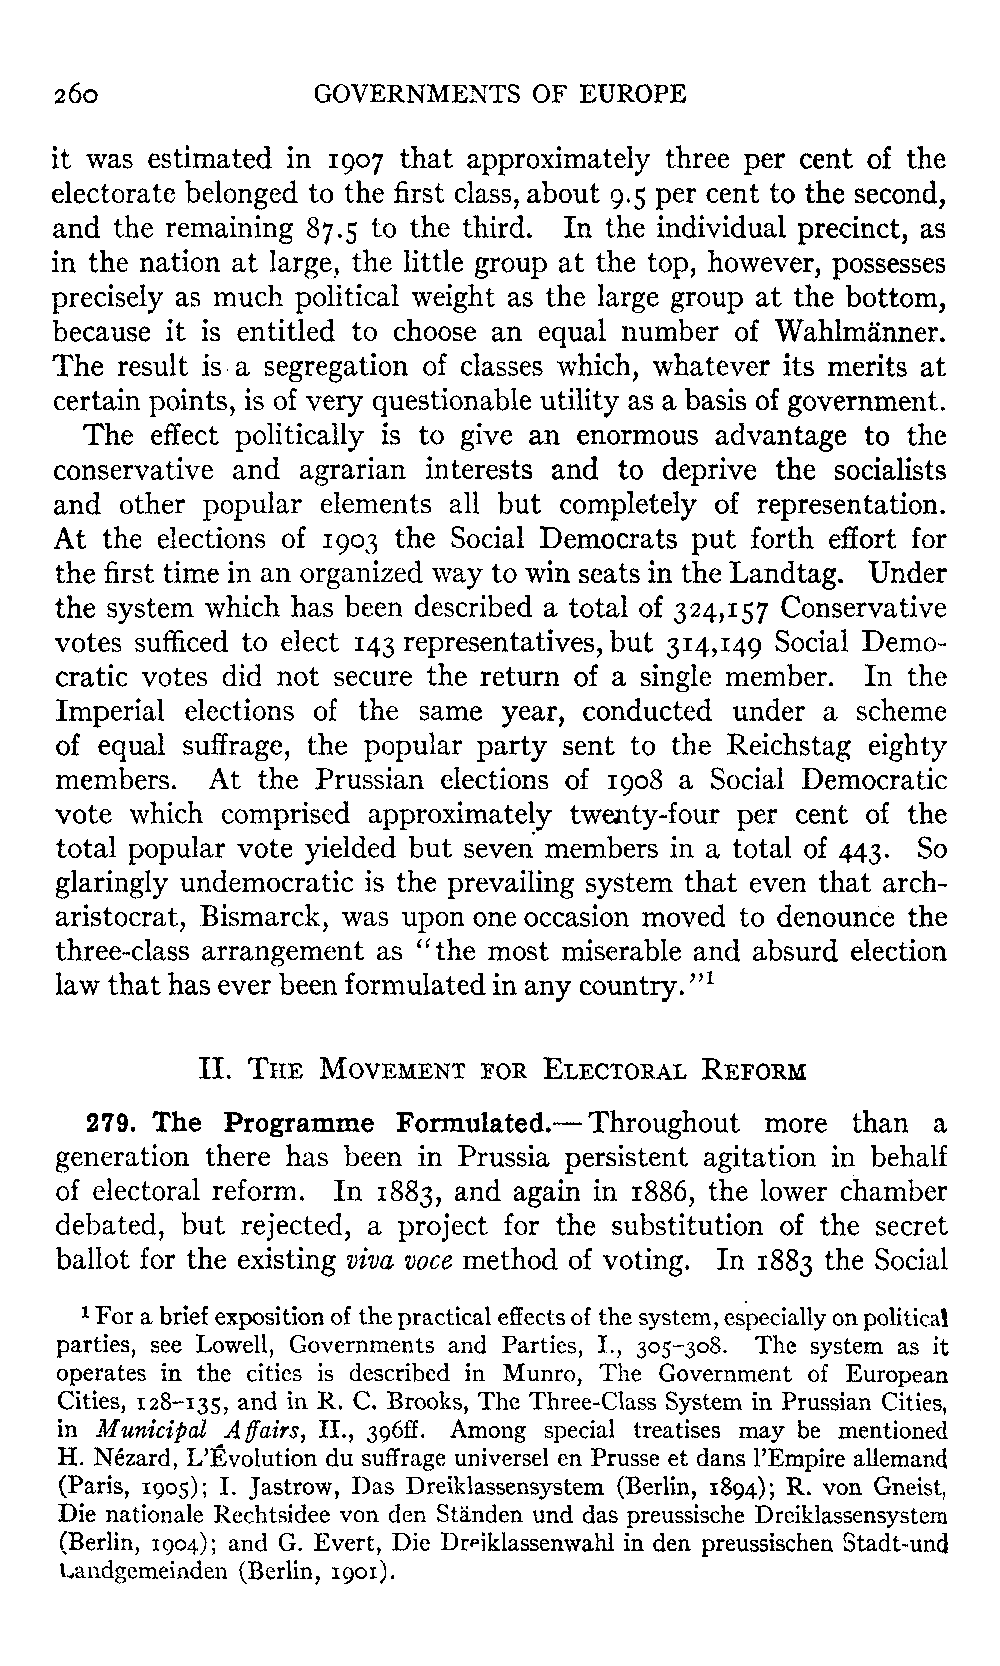 260 GOVERNMENTS OF EUROPE
it was estimated in 1907 that approximately three per cent of the
electorate belonged to the first class, about 9.5 per cent to the second,
and the remaining 87.5 to the third. In the individual precinct, as
in the nation at large, the little group at the top, however, possesses
precisely as much political weight as the large group at the bottom,
because it is entitled to choose an equal number of Wahlmänner.
The result is a segregation of classes which, whatever its merits at
certain points, is of very questionable utility as a basis of government.
The effect politically is to give an enormous advantage to the
conservative and agrarian interests and to deprive the socialists
and other popular elements all but completely of representation.
At the elections of 1903 the Social Democrats put forth effort for
the first time in an organized way to win seats in the Landtag. Under
the system which has been described a total of 324,157 Conservative
votes sufficed to elect 143 representatives, but 314,149 Social Demo-
cratic votes did not secure the return of a single member. In the
Imperial elections of the same year, conducted under a scheme
of equal suffrage, the popular party sent to the Reichstag eighty
members. At the Prussian elections of 1908 a Social Democratic
vote which comprised approximately twenty-four per cent of the
total popular vote yielded but seven members in a total of 443. So
glaringly undemocratic is the prevailing system that even that arch-
aristocrat, Bismarck, was upon one occasion moved to denounce the
three-class arrangement as "the most miserable and absurd election
law that has ever been formulated in any country."¹
II. THE MOVEMENT FOR ELECTORAL REFORM
279. The Programme Formulated.—Throughout more than a
generation there has been in Prussia persistent agitation in behalf
of electoral reform. In 1883, and again in 1886, the lower chamber
debated, but rejected, a project for the substitution of the secret
ballot for the existing viva voce method of voting. In 1883 the Social
¹ For a brief exposition of the practical effects of the system, especially on political
parties, see Lowell, Governments and Parties, I., 305–308. The system as it
operates in the cities is described in Munro, The Government of European
Cities, 128–135, and in R. C. Brooks, The Three-Class System in Prussian Cities,
in Municipal Affairs, II., 396ff. Among special treatises may be mentioned
H. Nézard, L'Évolution du suffrage universel en Prusse et dans l'Empire allemand
(Paris, 1905); I. Jastrow, Das Dreiklassensystem (Berlin, 1894); R. von Gneist,
Die nationale Rechtsidee von den Ständen und das preussische Dreiklassensystem
(Berlin, 1904); and G. Evert, Die Dreiklassenwahl in den preussischen Stadt-und
Landgemeinden (Berlin, 1901).